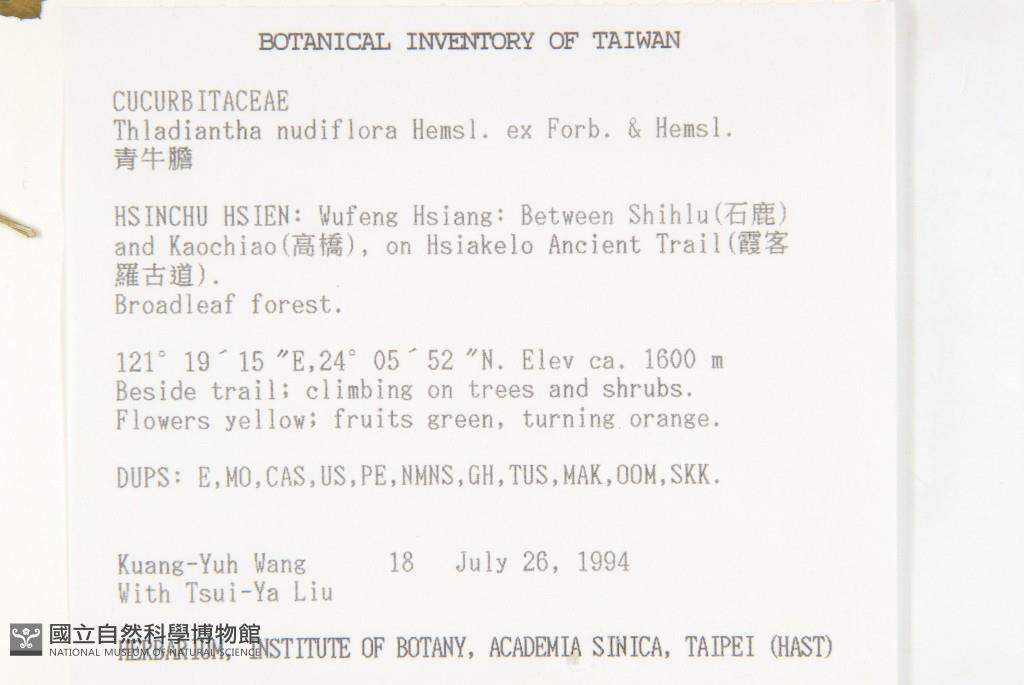 BOTANICAL INVENTORY OF TAIWAN
CUCURBITACEAE
Thladiantha nudiflora Hemsl. ex Forb. & Hemsl.
青牛膽
HSINCHU HSIEN: Wufeng Hsiang: Between Shihlu(石鹿)
and Kaochiao(高橋), on Hsiakelo Ancient Trail(霞客
羅古道).
Broadleaf forest.
121° 19´15 ″E,24° 05´52 ″N. Elev ca. 1600 m
Beside trail; climbing on trees and shrubs.
Flowers yellow; fruits green, turning orange.
DUPS: E,MO,CAS,US,PE,NMNS,GH,TUS,MAK,OOM,SKK.
Kuang-Yuh Wang 18 July 26, 1994
With Tsui-Ya Liu
國立自然科學博物館
NATIONAL MUSEUM OF NATURAL SCIENCE
HERBARIUM, INSTITUTE OF BOTANY, ACADEMIA SINICA, TAIPEI (HAST)